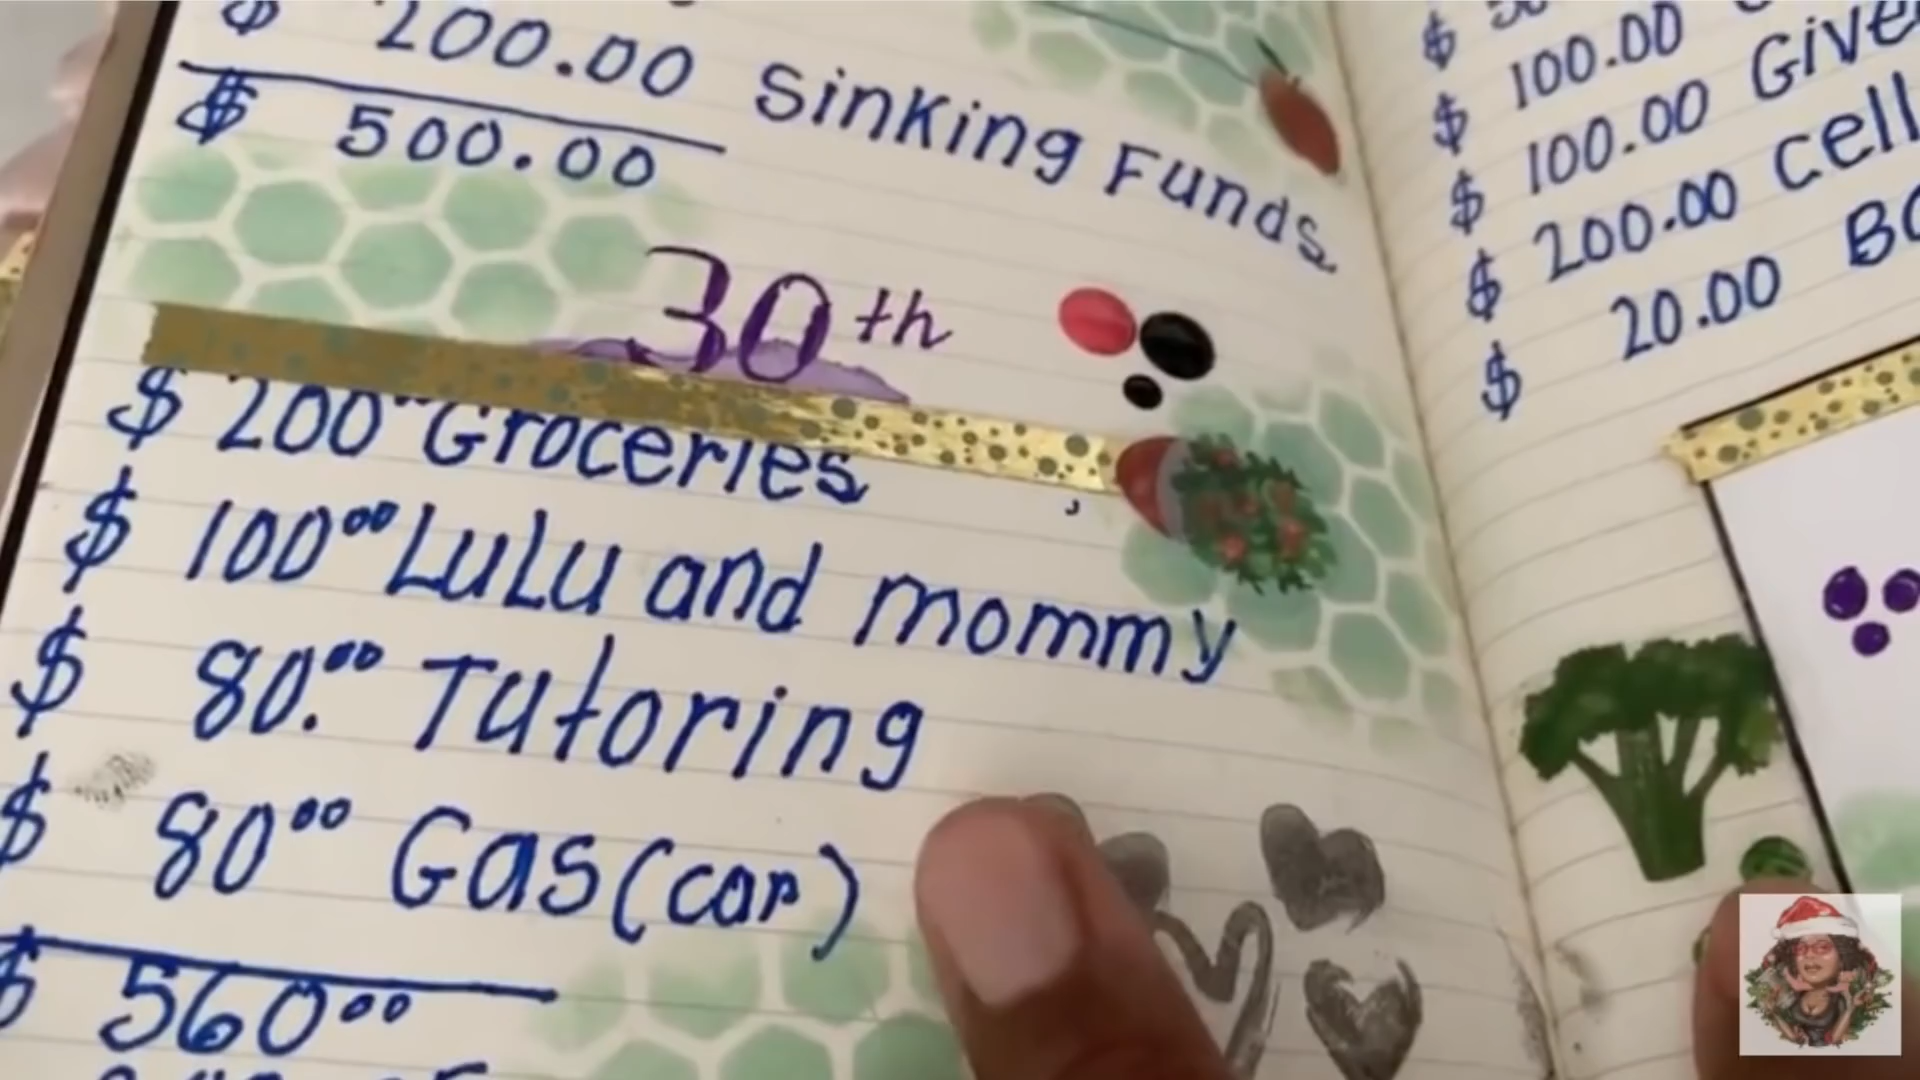 $ 200.00 Sinking Funds
$ 500.00
30th
$ 200 Groceries
$ 100.00 Lulu and mommy
$ 80.00 Tutoring
$ 80.00 Gas (car)
$ 560.00
$
$ 100.00
$ 100.00 Give
$ 200.00 Cell
$ 20.00